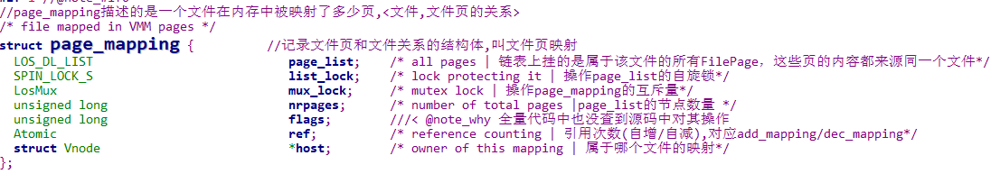 //page_mapping描述的是一个文件在内存中被映射了多少页,<文件,文件页的关系>
/* file mapped in VMM pages */
struct page_mapping { //记录文件页和文件关系的结构体,叫文件页映射
LOS_DL_LIST page_list; /* all pages | 链表上挂的是属于该文件的所有FilePage，这些页的内容都来源同一个文件*/
SPIN_LOCK_S list_lock; /* lock protecting it | 操作page_list的自旋锁*/
LosMux mux_lock; /* mutex lock | 操作page_mapping的互斥量*/
unsigned long nrpages; /* number of total pages |page_list的节点数量 */
unsigned long flags; ///< @note_why 全量代码中也没查到源码中对其操作
Atomic ref; /* reference counting | 引用次数(自增/自减),对应add_mapping/dec_mapping*/
struct Vnode *host; /* owner of this mapping | 属于哪个文件的映射*/
};